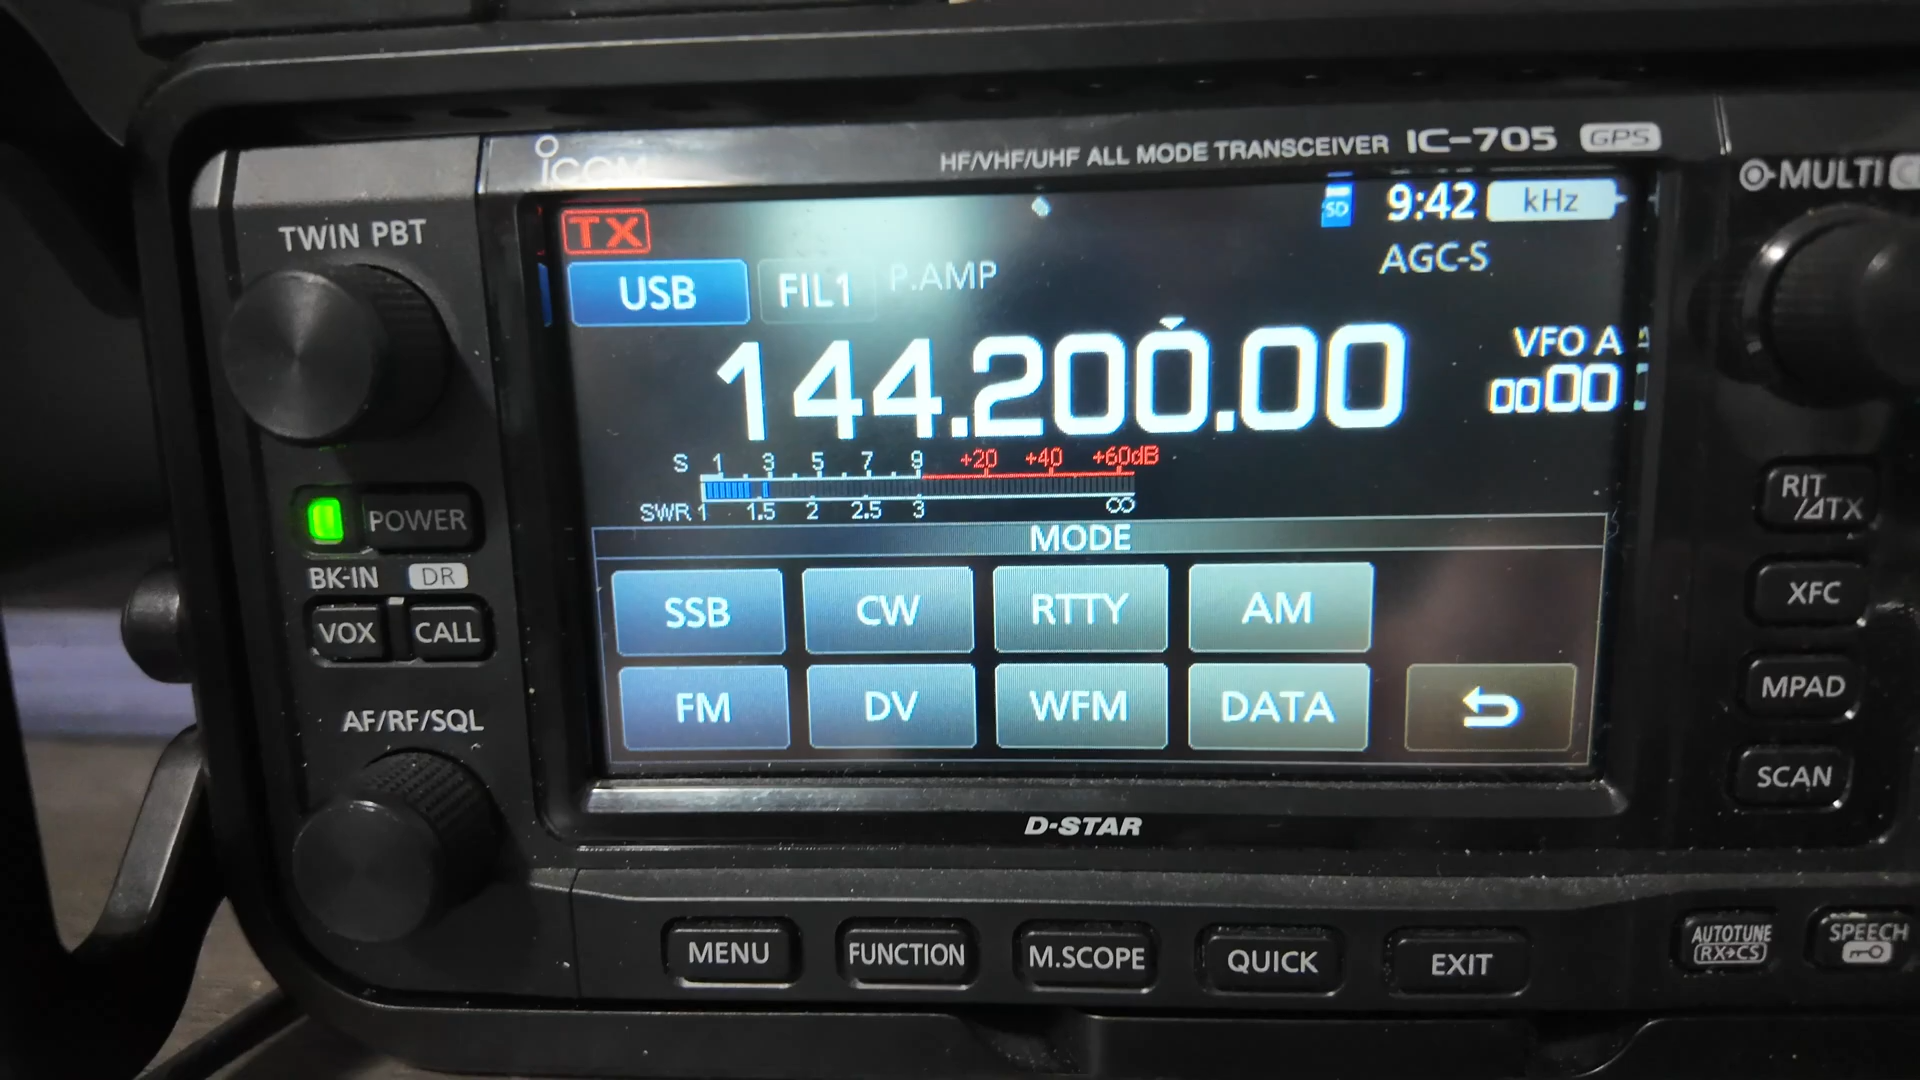 ICOM
HF/VHF/UHF ALL MODE TRANSCEIVER IC-705 GPS
MULTI
TWIN PBT
TX
SD 9:42 kHz
USB FIL1 P.AMP AGC-S
144.200.00
VFO A
0000
S 1 3 5 7 9 +20 +40 +60dB
SWR 1 1.5 2 2.5 3 ∞
MODE
SSB CW RTTY AM
FM DV WFM DATA
POWER
BK-IN DR
VOX CALL
AF/RF/SQL
RIT
/⊿TX
XFC
MPAD
SCAN
D-STAR
MENU FUNCTION M.SCOPE QUICK EXIT
AUTOTUNE
RX→CS
SPEECH